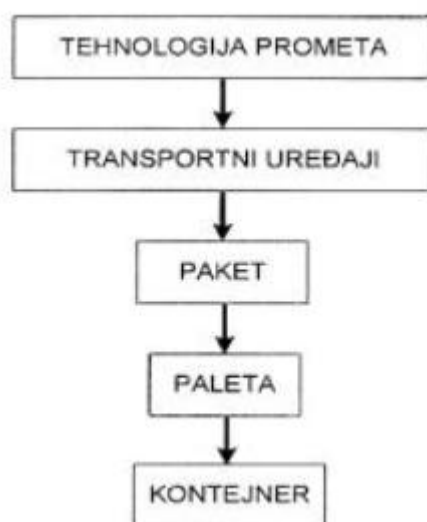 TEHNOLOGIJA PROMETA
TRANSPORTNI UREĐAJI
PAKET
PALETA
KONTEJNER